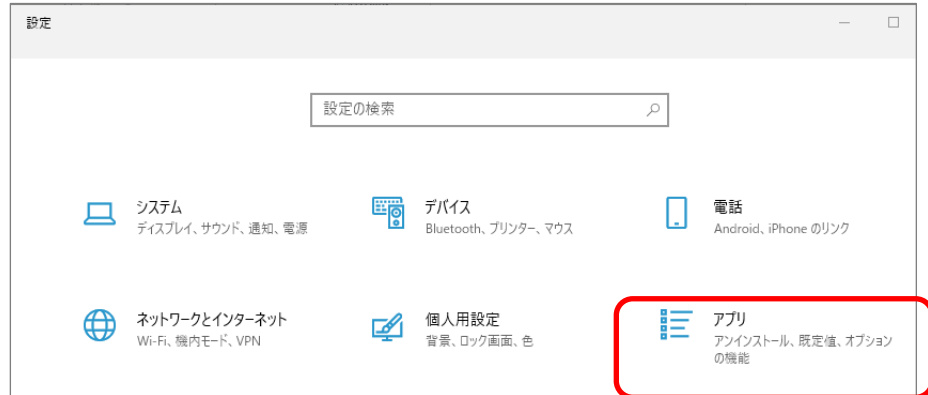 設定
設定の検索
システム
ディスプレイ、サウンド、通知、電源
デバイス
Bluetooth、プリンター、マウス
電話
Android、iPhone のリンク
ネットワークとインターネット
Wi-Fi、機内モード、VPN
個人用設定
背景、ロック画面、色
アプリ
アンインストール、既定値、オプション
の機能